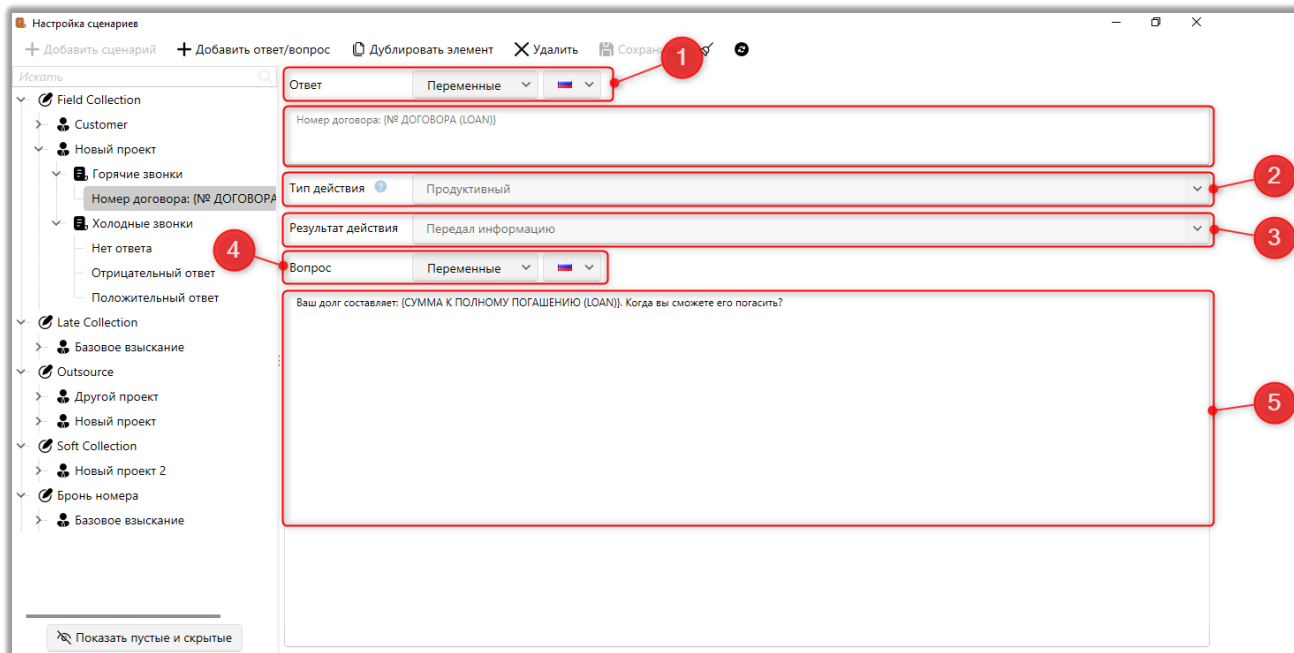 Настройка сценариев
Добавить сценарий Добавить ответ/вопрос Дублировать элемент Удалить
1
Искать
Ответ Переменные
Field Collection
Номер договора: {№ ДОГОВОРА (LOAN)}
Customer
Новый проект
Горячие звонки
2
Тип действия ? Продуктивный
Номер договора: {№ ДОГОВОРА
Холодные звонки
Результат действия Передал информацию
3
Нет ответа
4
Вопрос Переменные
Отрицательный ответ
Положительный ответ
Ваш долг составляет: {СУММА К ПОЛНОМУ ПОГАШЕНИЮ (LOAN)}. Когда вы сможете его погасить?
Late Collection
Базовое взыскание
Outsource
Другой проект
5
Новый проект
Soft Collection
Новый проект 2
Бронь номера
Базовое взыскание
Показать пустые и скрытые